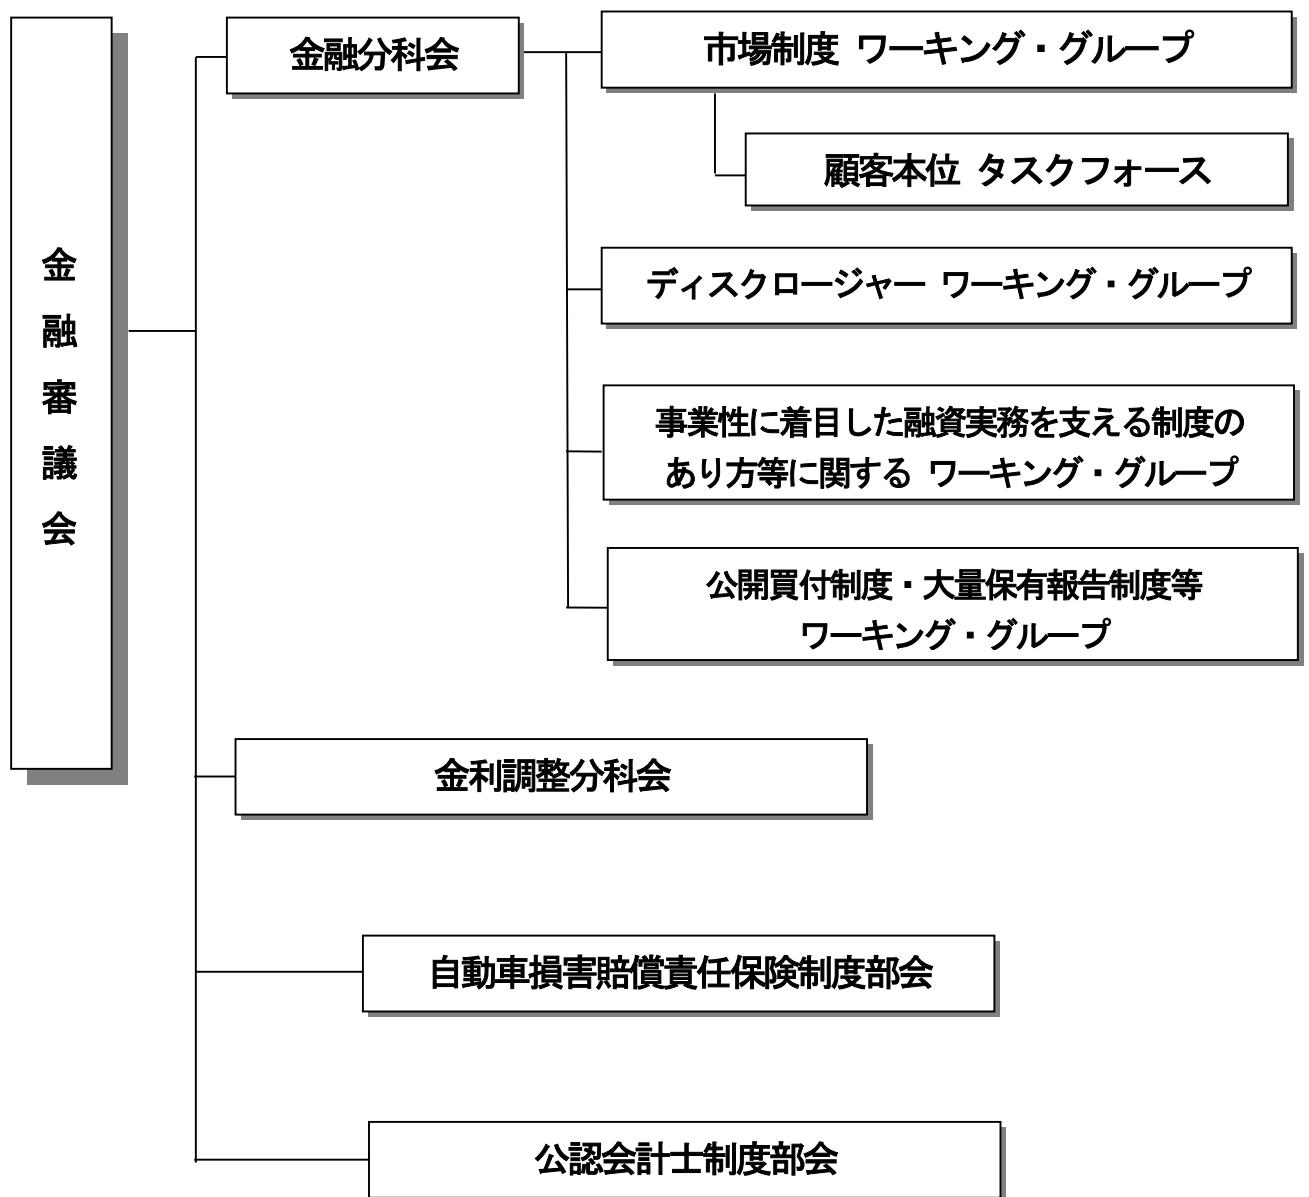 金融審議会
金融分科会
市場制度 ワーキング・グループ
顧客本位 タスクフォース
ディスクロージャー ワーキング・グループ
事業性に着目した融資実務を支える制度の
あり方等に関する ワーキング・グループ
公開買付制度・大量保有報告制度等
ワーキング・グループ
金利調整分科会
自動車損害賠償責任保険制度部会
公認会計士制度部会